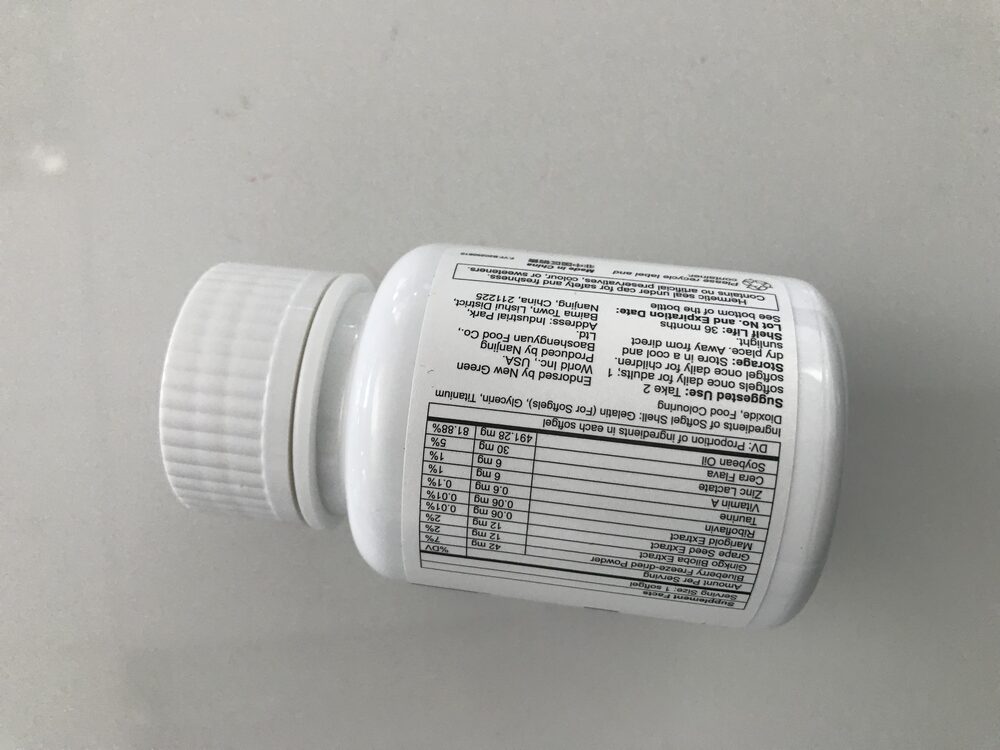 Supplement Facts
Serving Size: 1 softgel
Amount Per Serving %DV
Blueberry Freeze-dried Powder 42 mg 7%
Ginkgo Biloba Extract 12 mg 2%
Grape Seed Extract 12 mg 2%
Marigold Extract 0.06 mg 0.01%
Riboflavin 0.06 mg 0.01%
Taurine 0.6 mg 0.1%
Vitamin A 6 mg 1%
Zinc Lactate 6 mg 1%
Cera Flava 30 mg 5%
Soybean Oil 491.28 mg 81.88%
DV: Proportion of ingredients in each softgel
Ingredients of Softgel Shell: Gelatin (For Softgels), Glycerin, Titanium
Dioxide, Food Colouring
Suggested Use: Take 2
softgels once daily for adults; 1
softgel once daily for children.
Storage: Store in a cool and
dry place. Away from direct
sunlight.
Shelf Life: 36 months
Lot No. and Expiration Date:
See bottom of the bottle
Endorsed by New Green
World Inc., USA.
Produced by Nanjing
Baoshengyuan Food Co.,
Ltd.
Address: Industrial Park,
Baima Town, Lishui District,
Nanjing, China, 211225
Hermetic seal under cap for safety and freshness.
Contains no artificial preservatives, colour, or sweeteners.
Please recycle label and
container.
Made in China